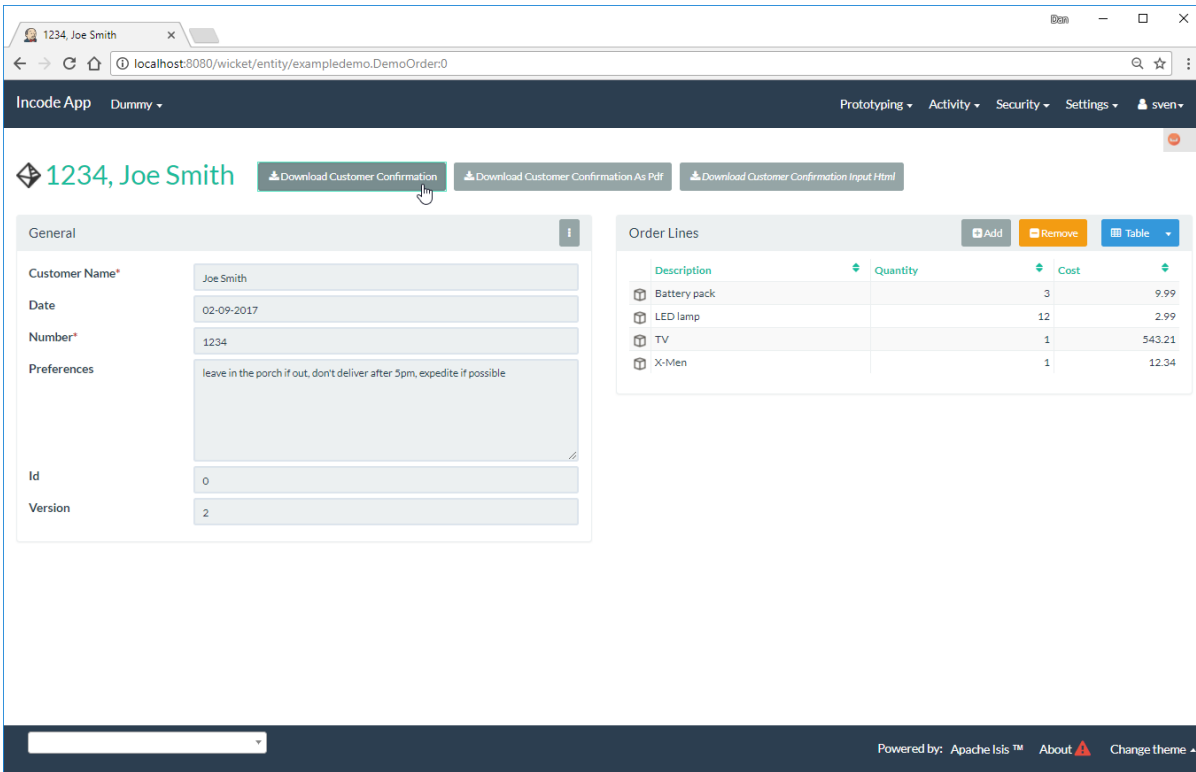 Dan
1234, Joe Smith
localhost:8080/wicket/entity/exampledemo.DemoOrder:0
Incode App Dummy Prototyping Activity Security Settings sven
1234, Joe Smith Download Customer Confirmation Download Customer Confirmation As Pdf Download Customer Confirmation Input Html
General
Customer Name* Joe Smith
Date 02-09-2017
Number* 1234
Preferences leave in the porch if out, don't deliver after 5pm, expedite if possible
Id 0
Version 2
Order Lines Add Remove Table
Description Quantity Cost
Battery pack 3 9.99
LED lamp 12 2.99
TV 1 543.21
X-Men 1 12.34
Powered by: Apache Isis ™ About Change theme